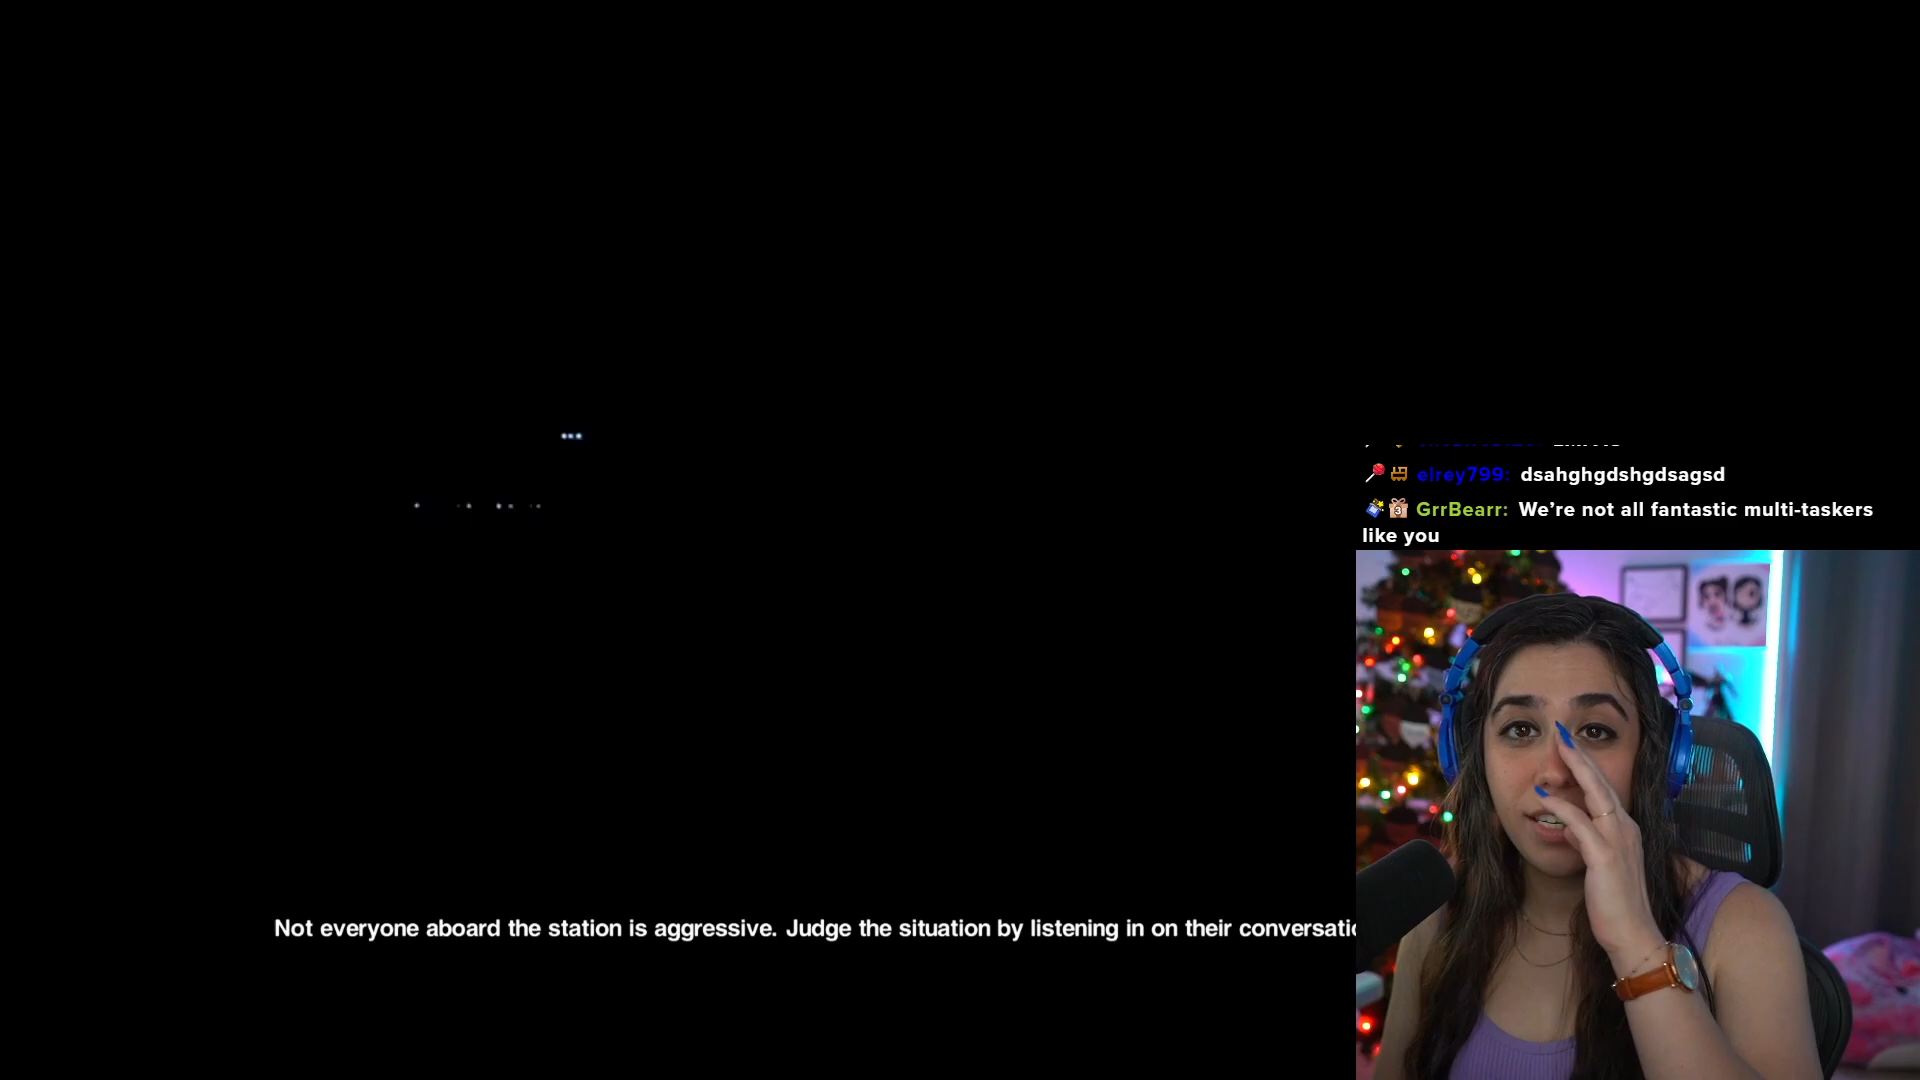 elrey799: dsahghgdshgdsagsd
GrrBearr: We’re not all fantastic multi-taskers
like you
Not everyone aboard the station is aggressive. Judge the situation by listening in on their